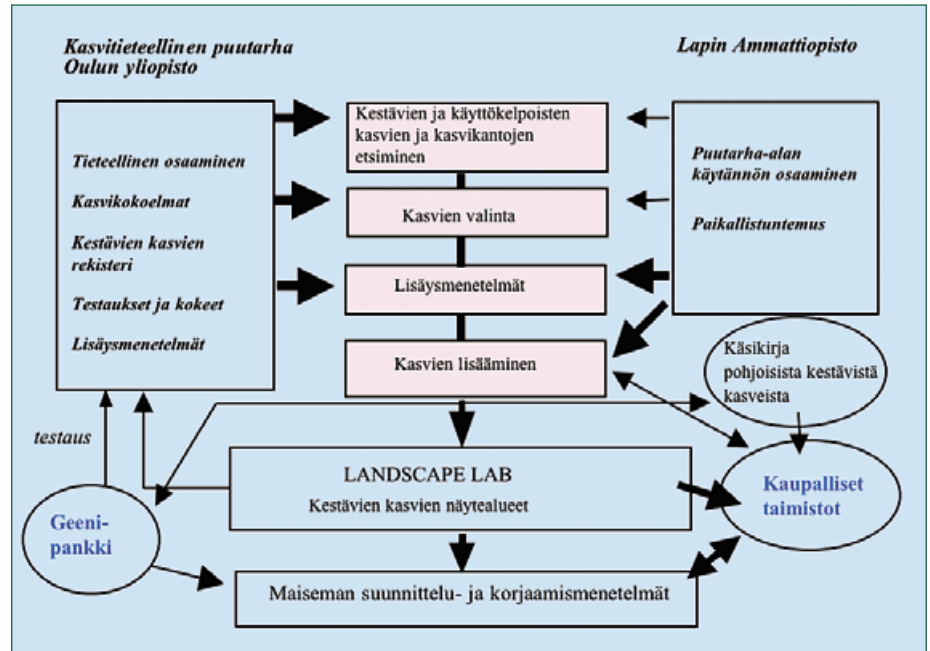 Kasvitieteellinen puutarha
Oulun yliopisto
Lapin Ammattiopisto
Tieteellinen osaaminen
Kasvikokoelmat
Kestävien kasvien
rekisteri
Testaukset ja kokeet
Lisäysmenetelmät
Kestävien ja käyttökelpoisten
kasvien ja kasvikantojen
etsiminen
Kasvien valinta
Lisäysmenetelmät
Kasvien lisääminen
Puutarha-alan
käytännön osaaminen
Paikallistuntemus
Käsikirja
pohjoisista kestävistä
kasveista
testaus
LANDSCAPE LAB
Kestävien kasvien näytealueet
Kaupalliset
taimistot
Geeni-
pankki
Maiseman suunnittelu- ja korjaamismenetelmät